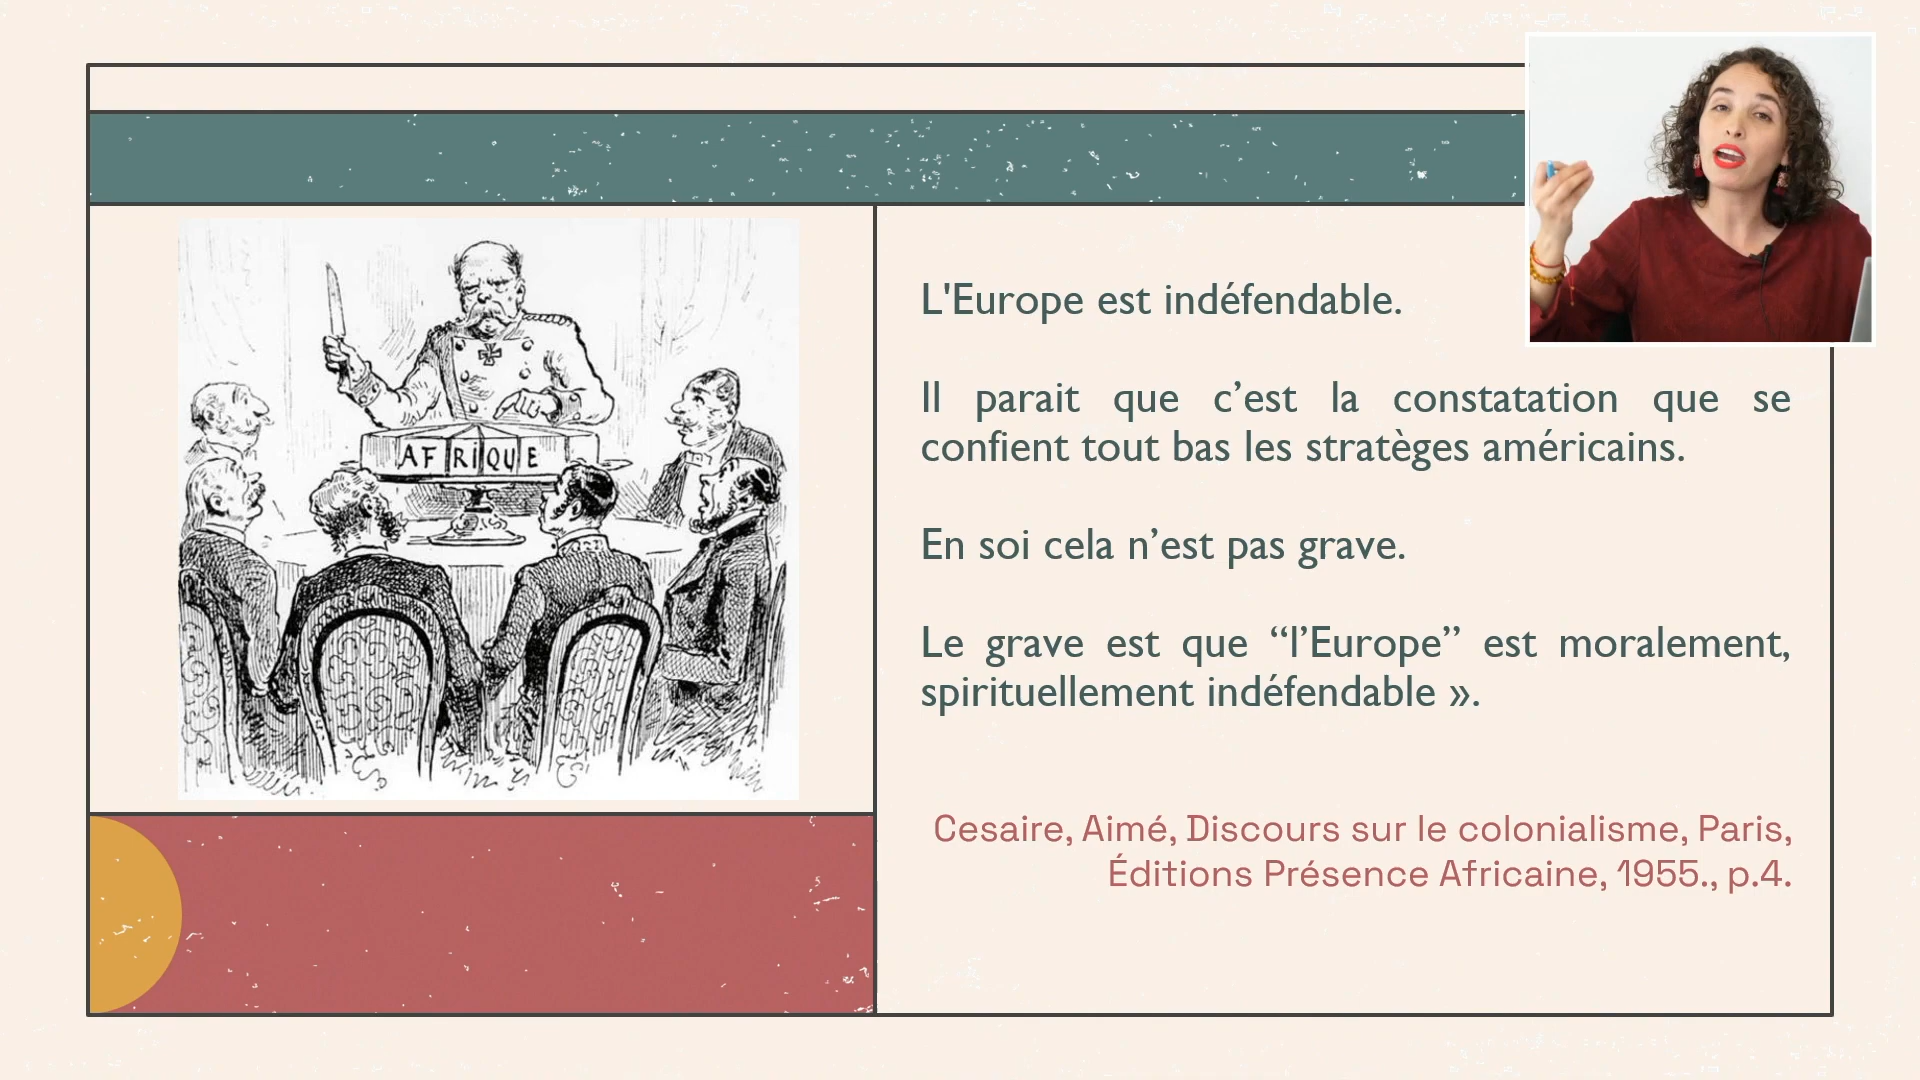 AFRIQUE
L'Europe est indéfendable.
Il parait que c’est la constatation que se
confient tout bas les stratèges américains.
En soi cela n’est pas grave.
Le grave est que “l’Europe” est moralement,
spirituellement indéfendable ».
Cesaire, Aimé, Discours sur le colonialisme, Paris,
Éditions Présence Africaine, 1955., p.4.